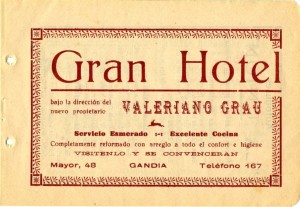 Gran Hotel
bajo la dirección del
nuevo propietario VALERIANO GRAU
Servicio Esmerado Excelente Cocina
Completamente reformado con arreglo a todo el confort e higiene
VISITENLO Y SE CONVENCERAN
Mayor, 48 GANDIA Teléfono 167